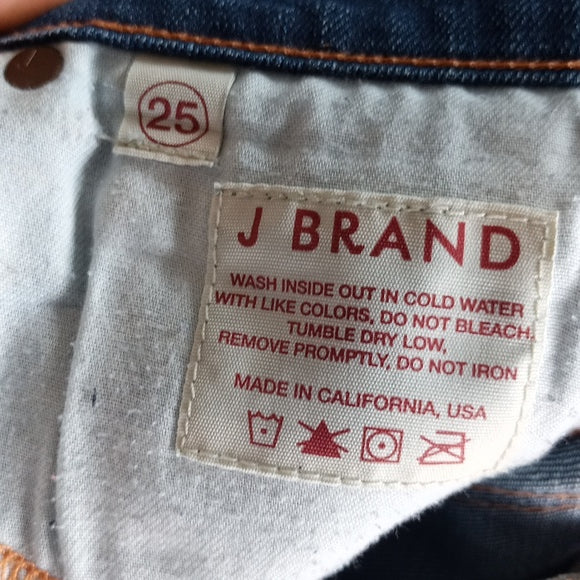 25
J BRAND
WASH INSIDE OUT IN COLD WATER
WITH LIKE COLORS, DO NOT BLEACH,
TUMBLE DRY LOW,
REMOVE PROMPTLY, DO NOT IRON
MADE IN CALIFORNIA, USA